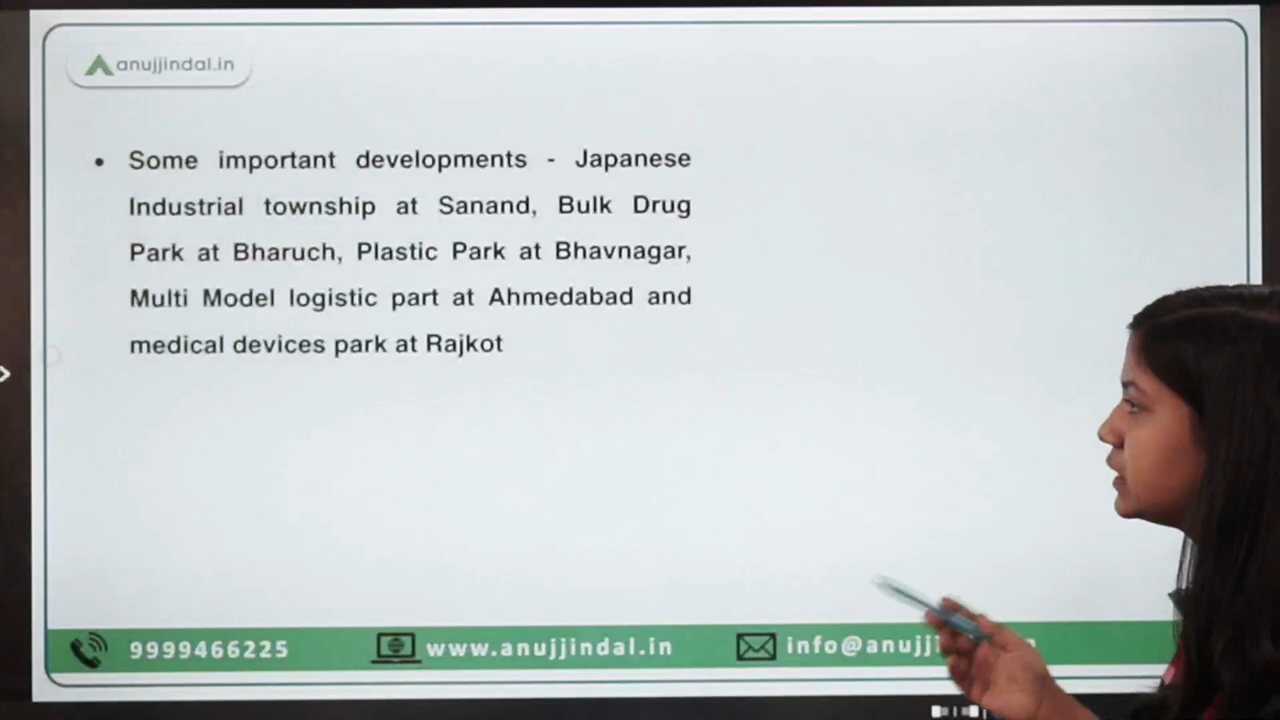 anujjindal.in
• Some important developments - Japanese
Industrial township at Sanand, Bulk Drug
Park at Bharuch, Plastic Park at Bhavnagar,
Multi Model logistic part at Ahmedabad and
medical devices park at Rajkot
9999466225
www.anujjindal.in
info@anujj